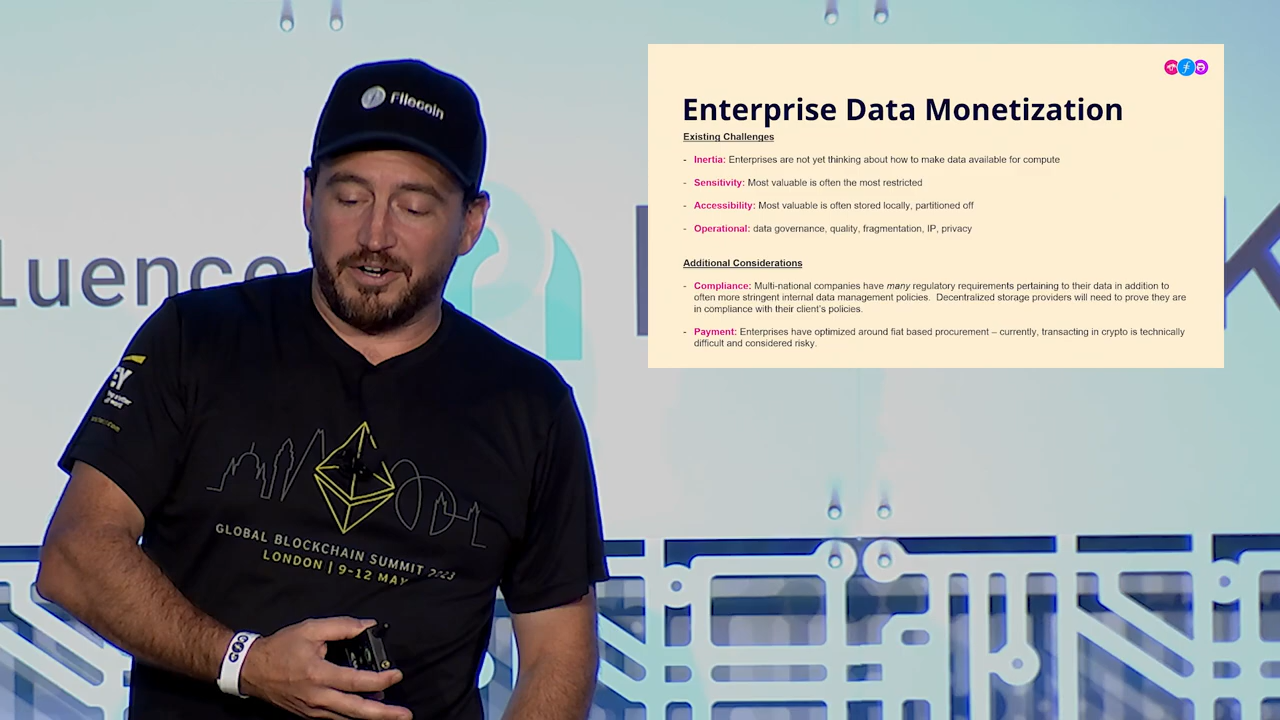 Filecoin
luence
EY
GLOBAL BLOCKCHAIN SUMMIT 2023
LONDON | 9-12 MAY
Enterprise Data Monetization
Existing Challenges
- Inertia: Enterprises are not yet thinking about how to make data available for compute
- Sensitivity: Most valuable is often the most restricted
- Accessibility: Most valuable is often stored locally, partitioned off
- Operational: data governance, quality, fragmentation, IP, privacy
Additional Considerations
- Compliance: Multi-national companies have many regulatory requirements pertaining to their data in addition to
often more stringent internal data management policies. Decentralized storage providers will need to prove they are
in compliance with their client's policies.
- Payment: Enterprises have optimized around fiat based procurement – currently, transacting in crypto is technically
difficult and considered risky.